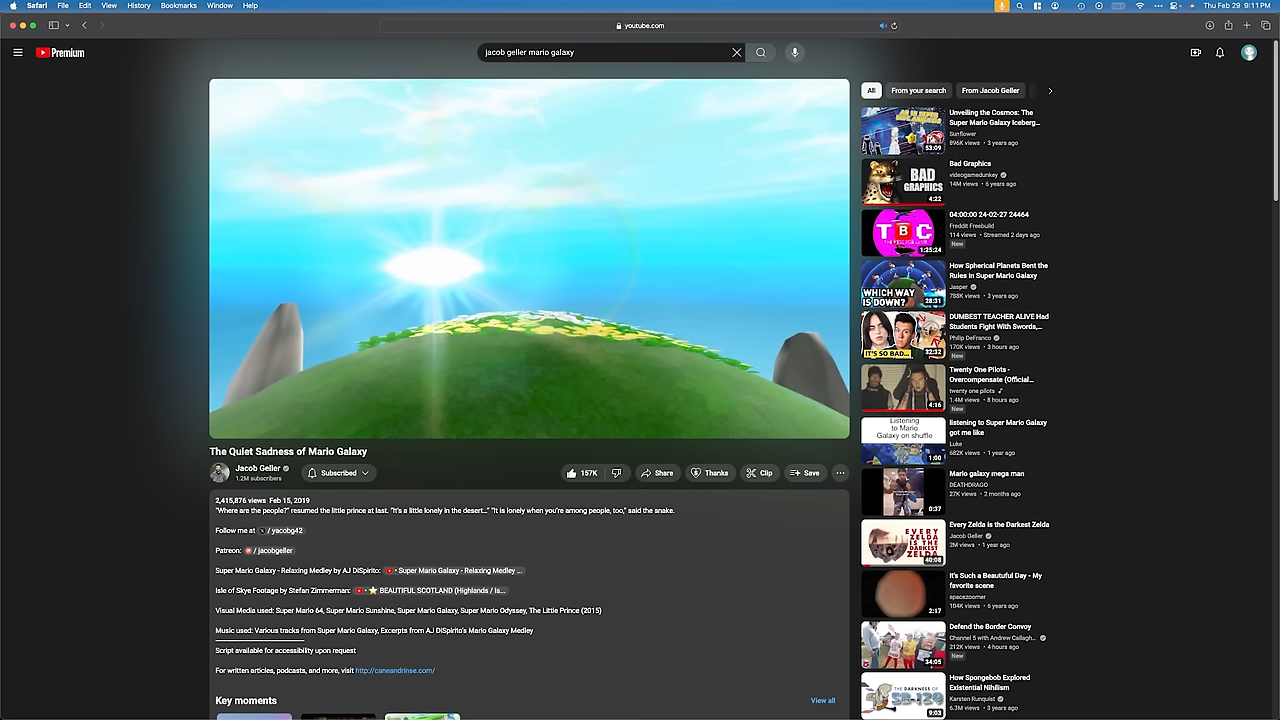 Safari File Edit View History Bookmarks Window Help Thu Feb 29 9:11 PM
youtube.com
Premium
jacob geller mario galaxy
All From your search From Jacob Geller
Unveiling the Cosmos: The
Super Mario Galaxy Iceberg...
Sunflower
896K views • 3 years ago
53:09
Bad Graphics
videogamedunkey
14M views • 6 years ago
BAD
GRAPHICS
4:22
04:00:00 24-02-27 24464
Freddit Freebuild
114 views • Streamed 2 days ago
New
TBC
1:25:24
How Spherical Planets Bent the
Rules in Super Mario Galaxy
Jasper
788K views • 3 years ago
WHICH WAY
IS DOWN?
28:31
DUMBEST TEACHER ALIVE Had
Students Fight With Swords,...
Philip DeFranco
170K views • 3 hours ago
New
IT'S SO BAD...
32:32
Twenty One Pilots -
Overcompensate (Official...
twenty one pilots
1.4M views • 8 hours ago
New
4:16
Listening
to Mario
Galaxy on shuffle
1:00
listening to Super Mario Galaxy
got me like
Luke
682K views • 1 year ago
Mario galaxy mega man
DEATHDRAGO
27K views • 2 months ago
0:37
Every Zelda is the Darkest Zelda
Jacob Geller
2M views • 1 year ago
EVERY
ZELDA
IS THE
DARKEST
ZELDA
40:08
It's Such a Beautuful Day - My
favorite scene
spacezoomer
104K views • 6 years ago
2:17
Defend the Border Convoy
Channel 5 with Andrew Callagh...
212K views • 4 hours ago
New
34:05
How Spongebob Explored
Existential Nihilism
Karsten Runquist
6.3M views • 3 years ago
THE DARKNESS OF
SB-129
9:03
The Quiet Sadness of Mario Galaxy
Jacob Geller
1.2M subscribers
Subscribed
157K Share Thanks Clip Save
2,415,876 views Feb 15, 2019
"Where are the people?" resumed the little prince at last. "It's a little lonely in the desert..." "It is lonely when you're among people, too," said the snake.
Follow me at / yacobg42
Patreon: / jacobgeller
Super Mario Galaxy - Relaxing Medley by AJ DiSpirito: • Super Mario Galaxy - Relaxing Medley ...
Isle of Skye Footage by Stefan Zimmerman: • ⭐ BEAUTIFUL SCOTLAND (Highlands / Is...
Visual Media used: Super Mario 64, Super Mario Sunshine, Super Mario Galaxy, Super Mario Odyssey, The Little Prince (2015)
Music used: Various tracks from Super Mario Galaxy, Excerpts from AJ DiSpirito's Mario Galaxy Medley
Script available for accessibility upon request
For written articles, podcasts, and more, visit http://caneandrinse.com/
Key moments View all